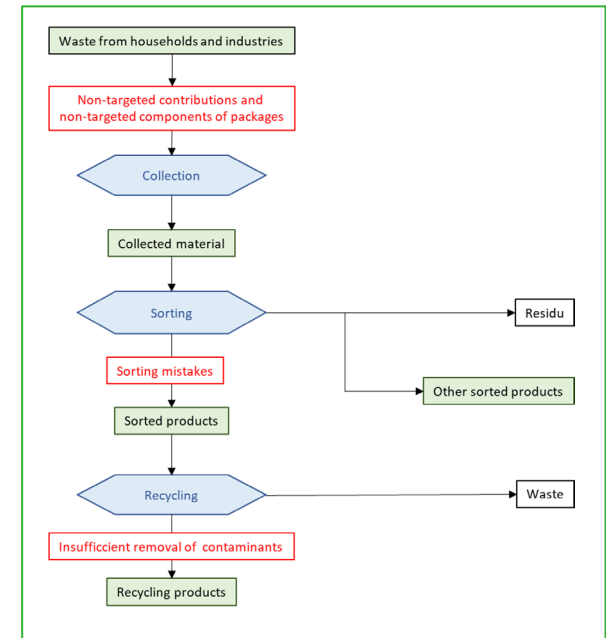 Waste from households and industries
Non-targeted contributions and
non-targeted components of packages
Collection
Collected material
Sorting
Residu
Sorting mistakes
Other sorted products
Sorted products
Recycling
Waste
Insufficcient removal of contaminants
Recycling products